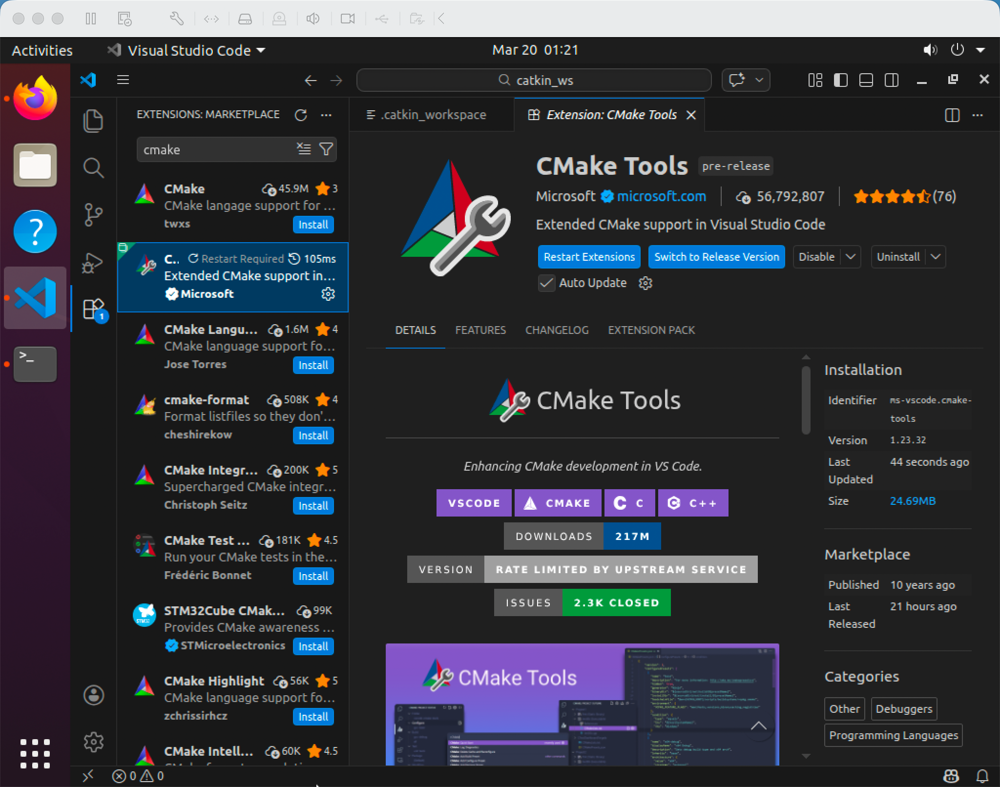 Activities
Visual Studio Code
Mar 20 01:21
catkin_ws
EXTENSIONS: MARKETPLACE
cmake
CMake 45.9M 3
CMake langage support for ...
twxs
Install
C.. Restart Required 105ms
Extended CMake support in...
Microsoft
1
CMake Langu... 1.6M 4
CMake language support fo...
Jose Torres
Install
cmake-format 508K 4
Format listfiles so they don'...
cheshirekow
Install
CMake Integr... 200K 5
Supercharged CMake integr...
Christoph Seitz
Install
CMake Test ... 181K 4.5
Run your CMake tests in the...
Frédéric Bonnet
Install
STM32Cube CMak... 99K
Provides CMake awareness ...
STMicroelectronics
Install
CMake Highlight 56K 5
CMake language support fo...
zchrissirhcz
Install
CMake Intell... 60K 4.5
.catkin_workspace
Extension: CMake Tools
CMake Tools pre-release
Microsoft microsoft.com 56,792,807 (76)
Extended CMake support in Visual Studio Code
Restart Extensions
Switch to Release Version
Disable
Uninstall
Auto Update
DETAILS FEATURES CHANGELOG EXTENSION PACK
CMake Tools
Enhancing CMake development in VS Code.
VSCODE CMAKE C C++
DOWNLOADS 217M
VERSION RATE LIMITED BY UPSTREAM SERVICE
ISSUES 2.3K CLOSED
CMake Tools
Installation
Identifier ms-vscode.cmake-
tools
Version 1.23.32
Last 44 seconds ago
Updated
Size 24.69MB
Marketplace
Published 10 years ago
Last 21 hours ago
Released
Categories
Other Debuggers
Programming Languages
0 0